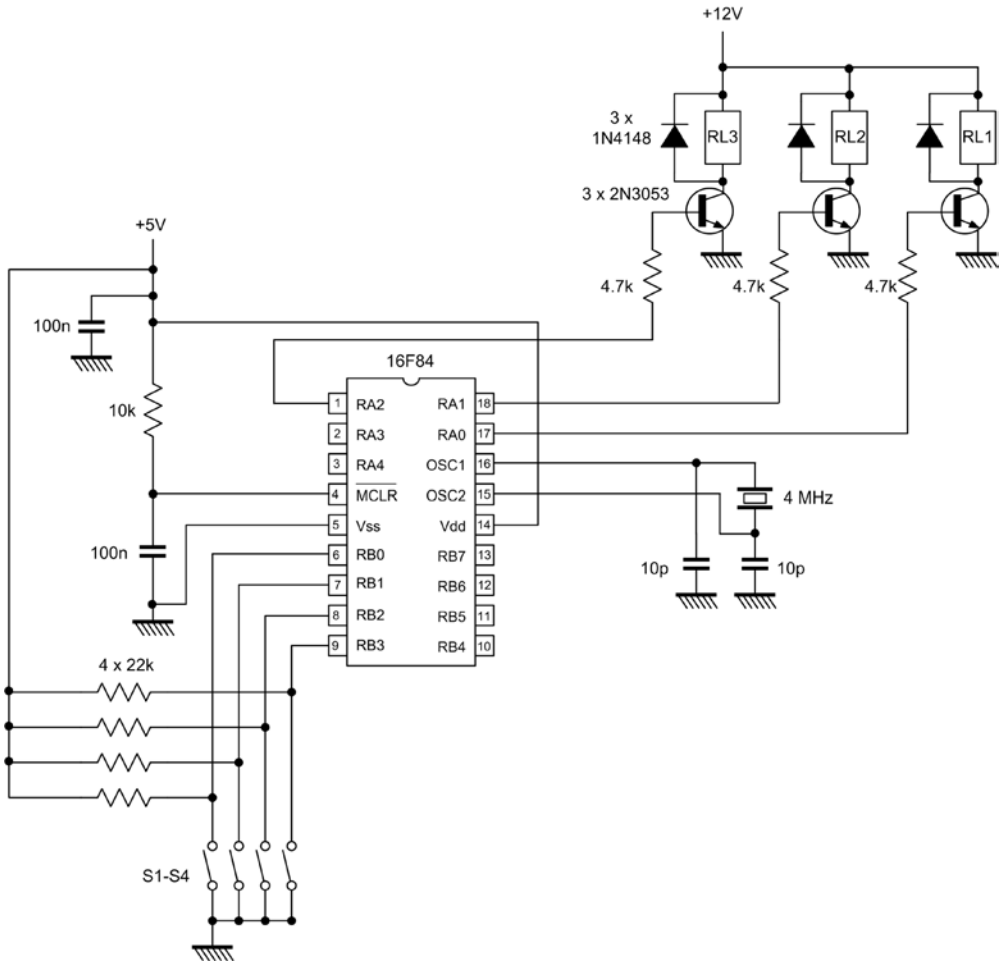 +12V
3 x
1N4148
RL3
RL2
RL1
3 x 2N3053
+5V
4.7k
4.7k
4.7k
100n
16F84
10k
1 RA2 RA1 18
2 RA3 RA0 17
3 RA4 OSC1 16
4 MCLR OSC2 15
4 MHz
5 Vss Vdd 14
100n
6 RB0 RB7 13
10p
10p
7 RB1 RB6 12
8 RB2 RB5 11
9 RB3 RB4 10
4 x 22k
S1-S4